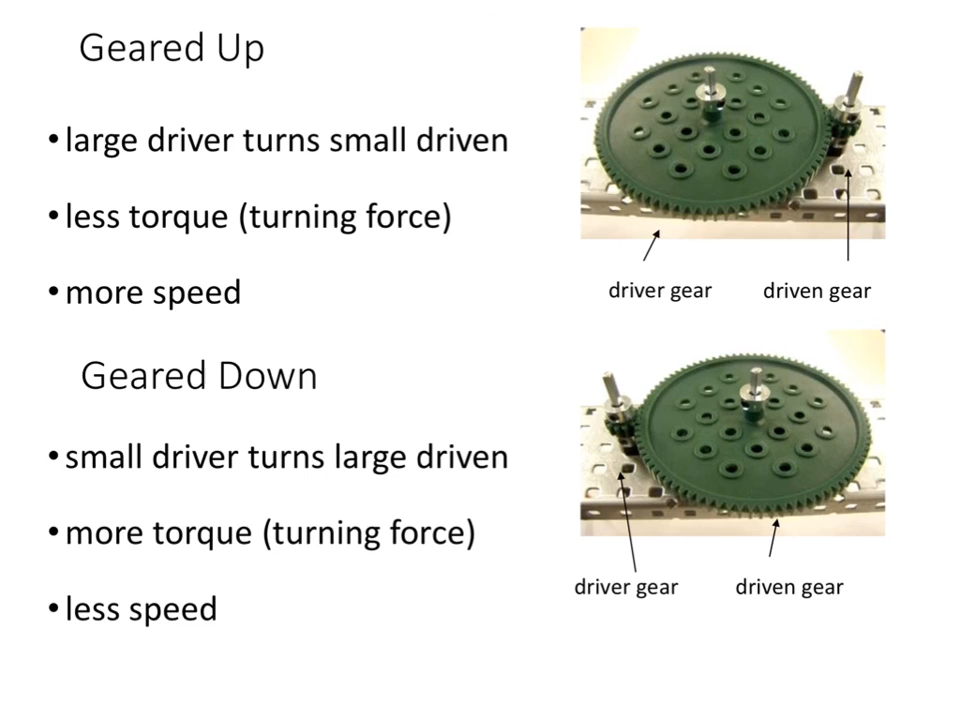 Geared Up
• large driver turns small driven
• less torque (turning force)
• more speed
driver gear
driven gear
Geared Down
• small driver turns large driven
• more torque (turning force)
• less speed
driver gear
driven gear